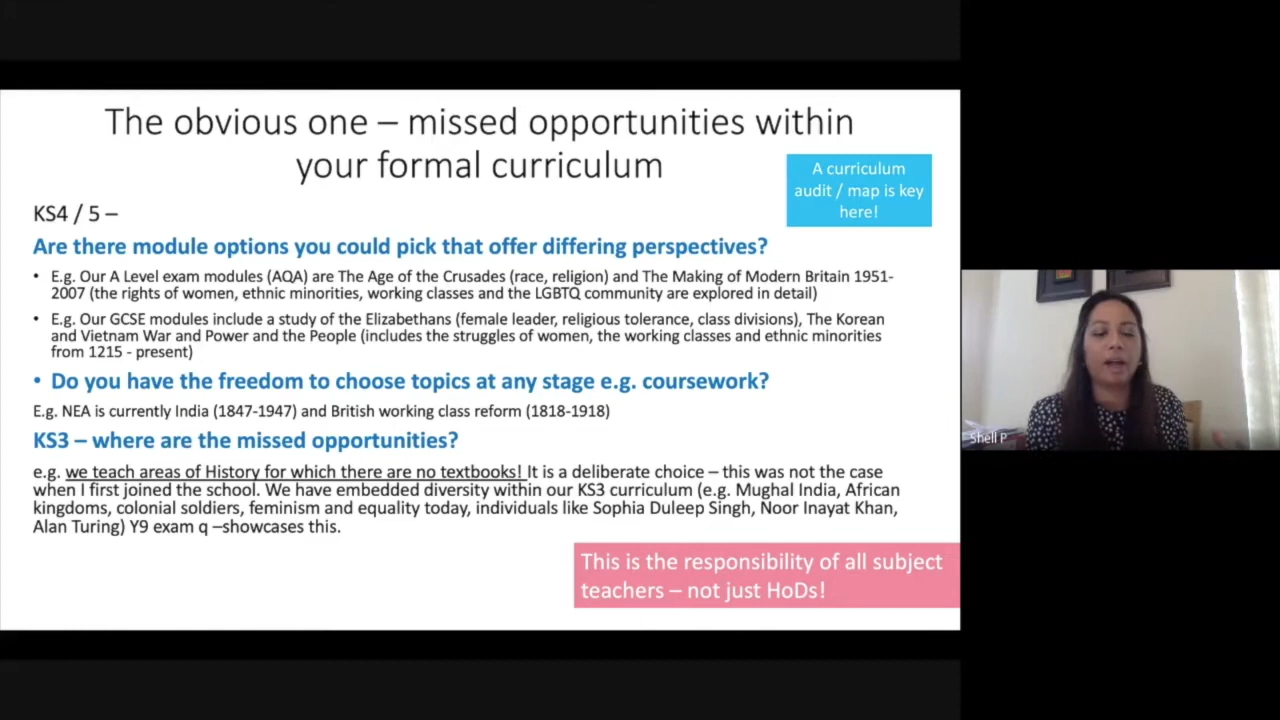 The obvious one – missed opportunities within
your formal curriculum
A curriculum
audit / map is key
here!
KS4 / 5 –
Are there module options you could pick that offer differing perspectives?
• E.g. Our A Level exam modules (AQA) are The Age of the Crusades (race, religion) and The Making of Modern Britain 1951-
2007 (the rights of women, ethnic minorities, working classes and the LGBTQ community are explored in detail)
• E.g. Our GCSE modules include a study of the Elizabethans (female leader, religious tolerance, class divisions), The Korean
and Vietnam War and Power and the People (includes the struggles of women, the working classes and ethnic minorities
from 1215 - present)
• Do you have the freedom to choose topics at any stage e.g. coursework?
E.g. NEA is currently India (1847-1947) and British working class reform (1818-1918)
KS3 – where are the missed opportunities?
e.g. we teach areas of History for which there are no textbooks! It is a deliberate choice – this was not the case
when I first joined the school. We have embedded diversity within our KS3 curriculum (e.g. Mughal India, African
kingdoms, colonial soldiers, feminism and equality today, individuals like Sophia Duleep Singh, Noor Inayat Khan,
Alan Turing) Y9 exam q –showcases this.
This is the responsibility of all subject
teachers – not just HoDs!
Shell P